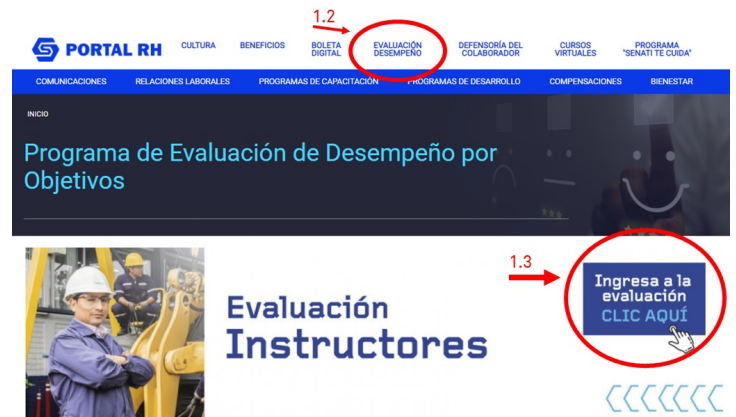 1.2
PORTAL RH
CULTURA
BENEFICIOS
BOLETA
DIGITAL
EVALUACIÓN
DESEMPEÑO
DEFENSORÍA DEL
COLABORADOR
CURSOS
VIRTUALES
PROGRAMA
"SENATI TE CUIDA"
COMUNICACIONES
RELACIONES LABORALES
PROGRAMAS DE CAPACITACIÓN
PROGRAMAS DE DESARROLLO
COMPENSACIONES
BIENESTAR
INICIO
Programa de Evaluación de Desempeño por
Objetivos
1.3
Evaluación
Instructores
Ingresa a la
evaluación
CLIC AQUÍ